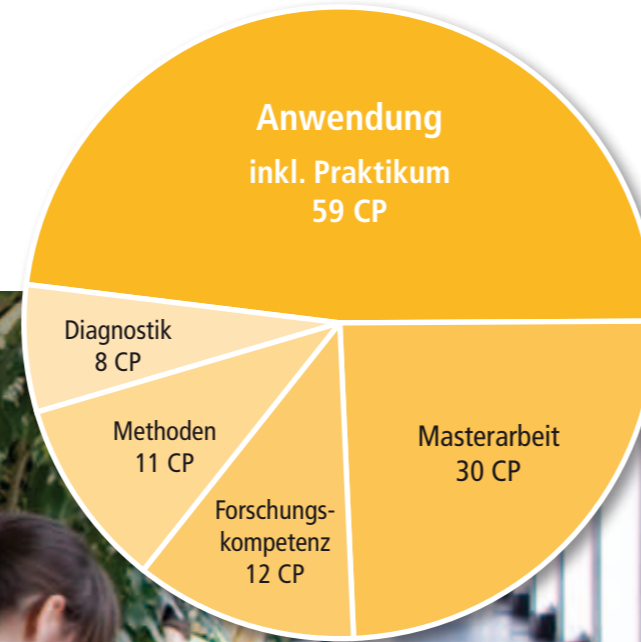 Anwendung
inkl. Praktikum
59 CP
Diagnostik
8 CP
Methoden
11 CP
Forschungs-
kompetenz
12 CP
Masterarbeit
30 CP